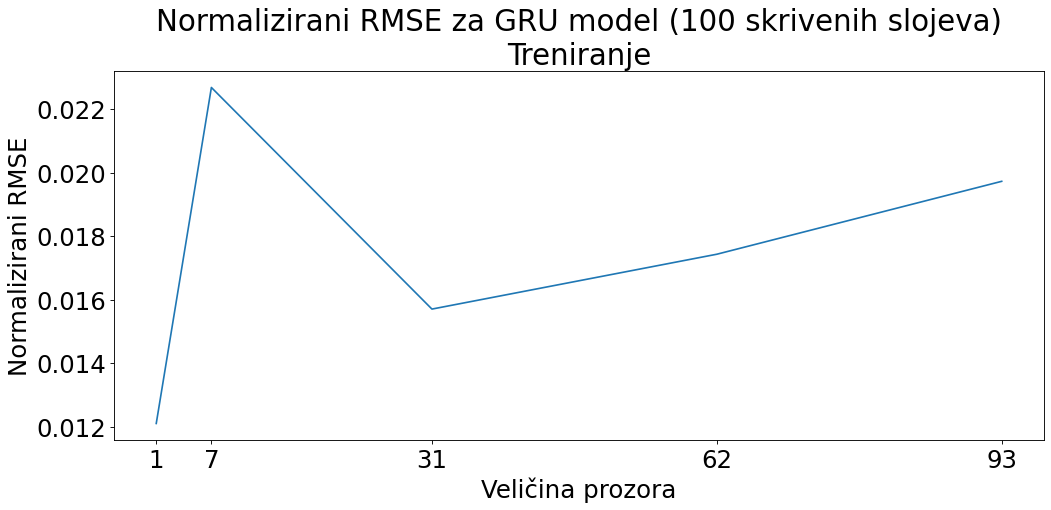 Normalizirani RMSE za GRU model (100 skrivenih slojeva)
Treniranje
Normalizirani RMSE
0.022
0.020
0.018
0.016
0.014
0.012
1 7 31 62 93
Veličina prozora